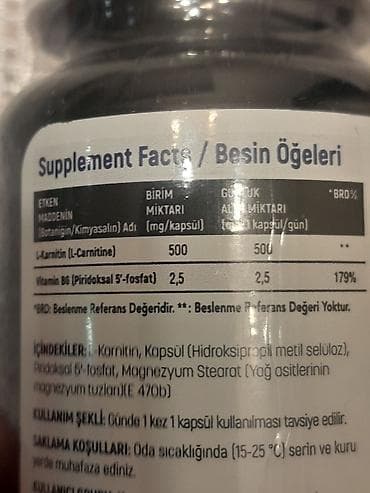 Supplement Facts / Besin Öğeleri
ETKEN MADDENİN (Botaniğin/Kimyasalın) Adı BİRİM MİKTARI (mg/kapsül) GÜNLÜK ALIM MİKTARI (mg/1 kapsül/gün) *BRD%
L-Karnitin (L-Carnitine) 500 500 **
Vitamin B6 (Piridoksal 5'-fosfat) 2,5 2,5 179%
*BRD: Beslenme Referans Değeridir. **: Beslenme Referans Değeri Yoktur.
İÇİNDEKİLER: L-Karnitin, Kapsül (Hidroksipropil metil selüloz),
Piridoksal 5'-fosfat, Magnezyum Stearat (Yağ asitlerinin
magnezyum tuzları)(E 470b)
KULLANIM ŞEKLİ: Günde 1 kez 1 kapsül kullanılması tavsiye edilir.
SAKLAMA KOŞULLARI: Oda sıcaklığında (15-25 °C) serin ve kuru
yerde muhafaza ediniz.